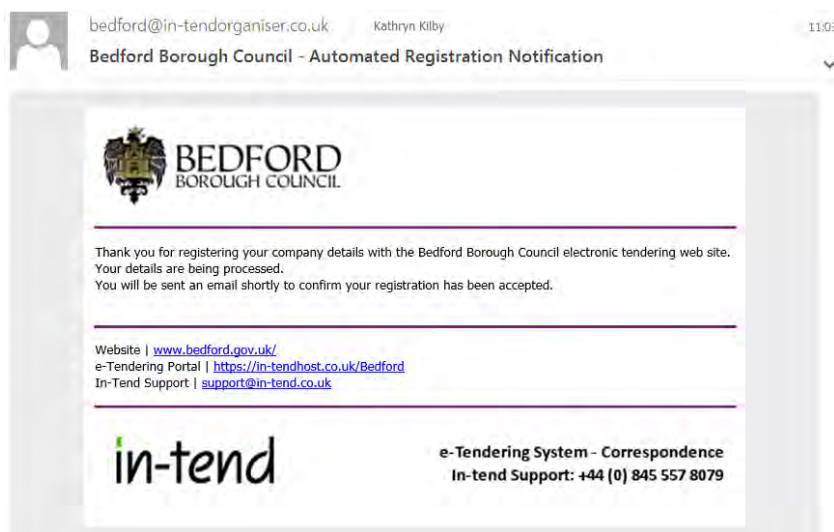 bedford@in-tendorganiser.co.uk Kathryn Kilby 11:03
Bedford Borough Council - Automated Registration Notification
BEDFORD
BOROUGH COUNCIL
Thank you for registering your company details with the Bedford Borough Council electronic tendering web site.
Your details are being processed.
You will be sent an email shortly to confirm your registration has been accepted.
Website | www.bedford.gov.uk/
e-Tendering Portal | https://in-tendhost.co.uk/Bedford
In-Tend Support | support@in-tend.co.uk
in-tend
e-Tendering System - Correspondence
In-tend Support: +44 (0) 845 557 8079